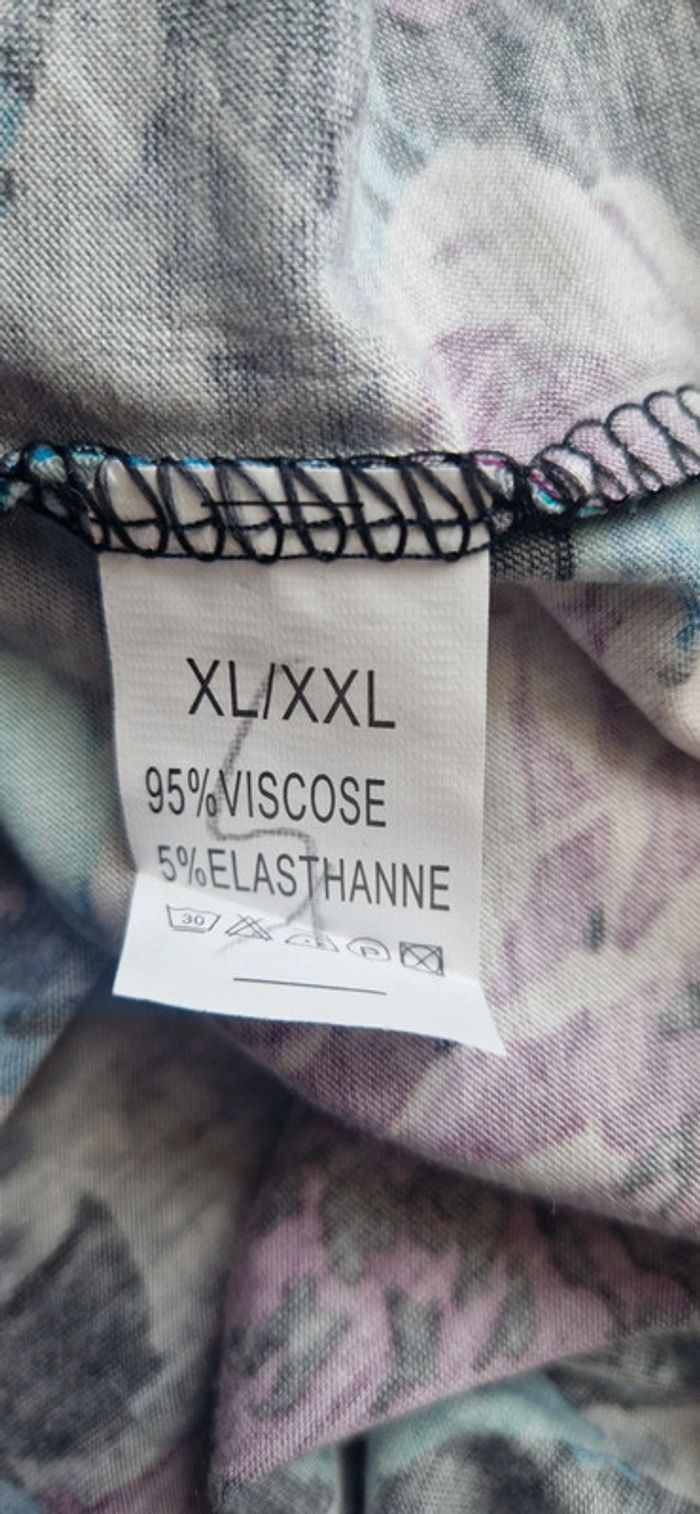 XL/XXL
95%VISCOSE
5%ELASTHANNE
30 P